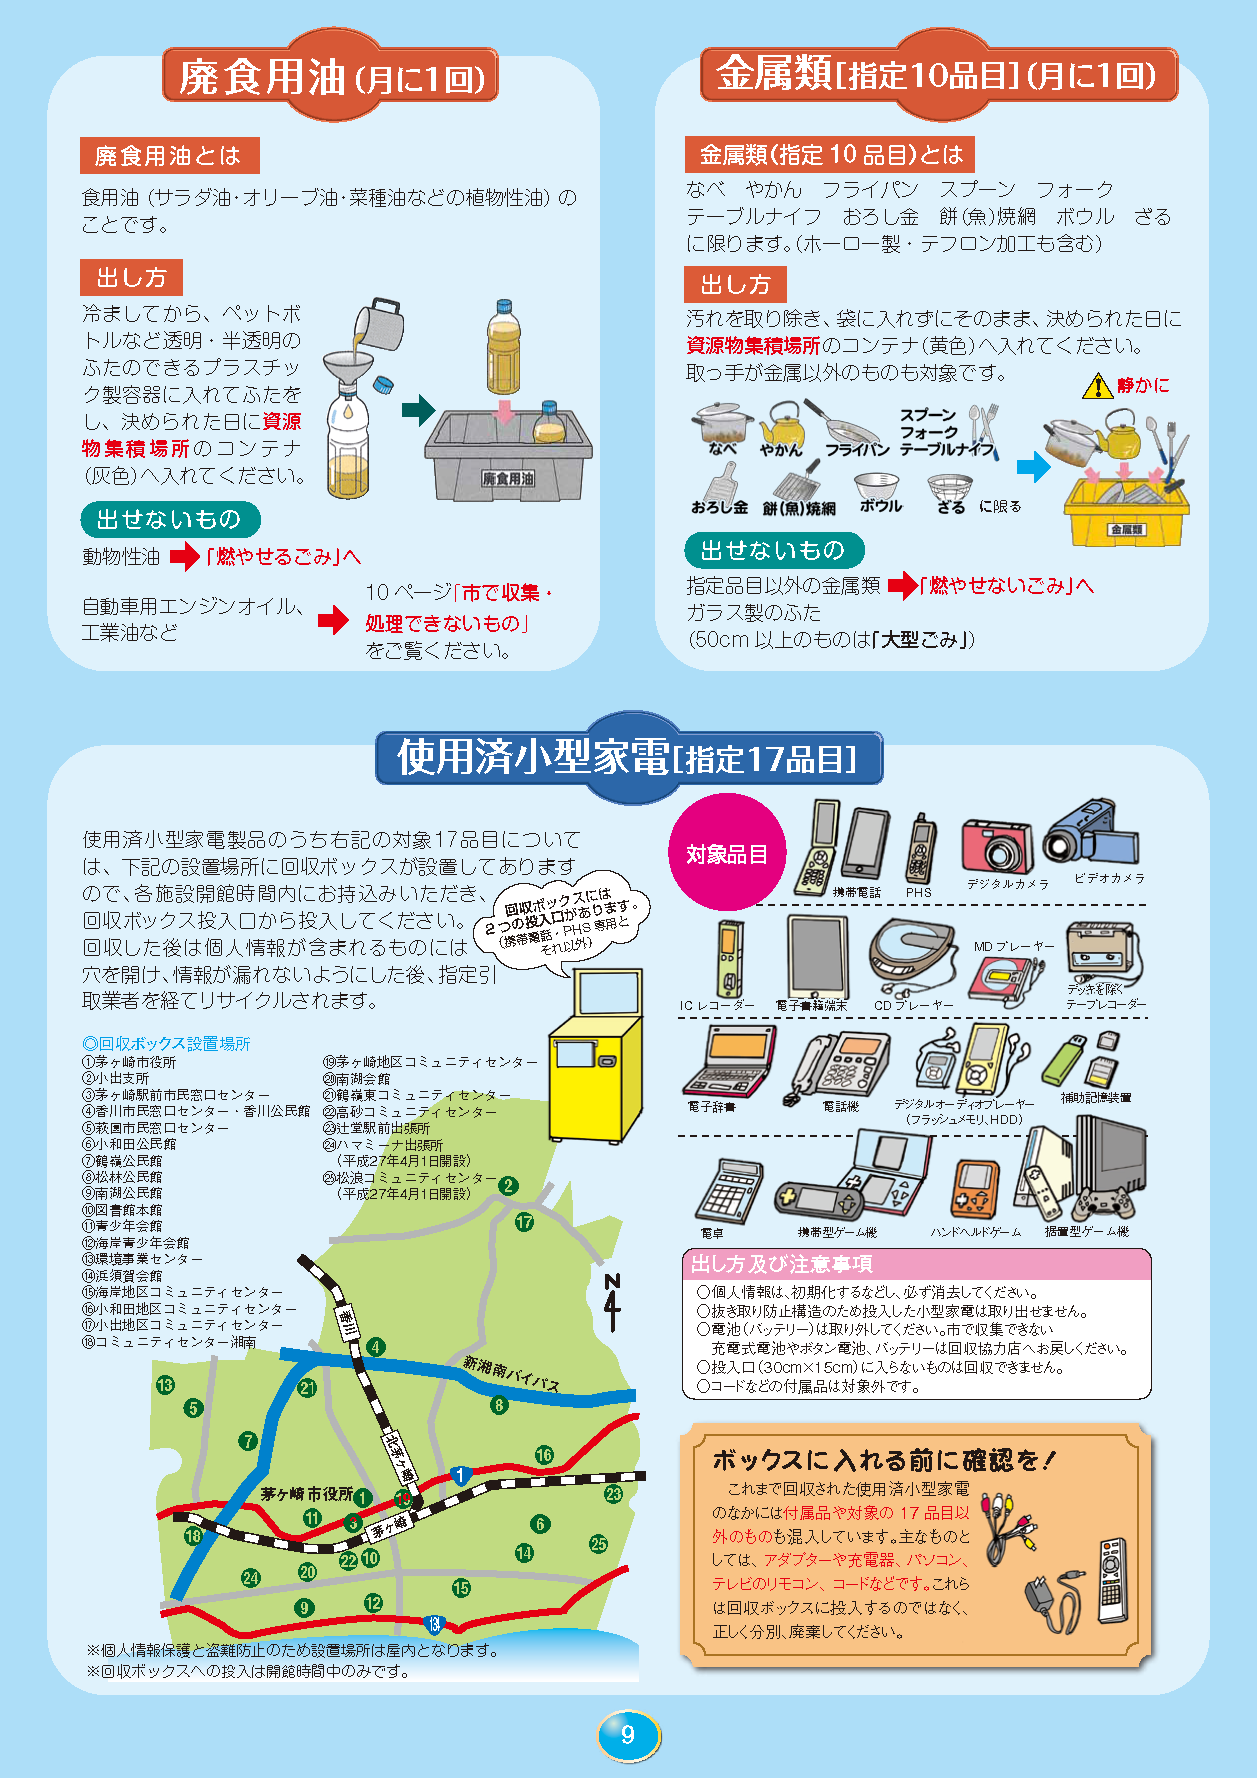 廃食用油（月に1回）
廃食用油とは
食用油（サラダ油・オリーブ油・菜種油などの植物性油）の
ことです。
出し方
冷ましてから、ペットボ
トルなど透明・半透明の
ふたのできるプラスチッ
ク製容器に入れてふたを
し、決められた日に資源
物集積場所のコンテナ
（灰色）へ入れてください。
廃食用油
出せないもの
動物性油
「燃やせるごみ」へ
自動車用エンジンオイル、
工業油など
10ページ「市で収集・
処理できないもの」
をご覧ください。
金属類［指定10品目］（月に1回）
金属類（指定10品目）とは
なべ　やかん　フライパン　スプーン　フォーク
テーブルナイフ　おろし金　餅（魚）焼網　ボウル　ざる
に限ります。（ホーロー製・テフロン加工も含む）
出し方
汚れを取り除き、袋に入れずにそのまま、決められた日に
資源物集積場所のコンテナ（黄色）へ入れてください。
取っ手が金属以外のものも対象です。
静かに
スプーン
フォーク
なべ　やかん　フライパン　テーブルナイフ
おろし金　餅（魚）焼網　ボウル　ざる　に限る
金属類
出せないもの
指定品目以外の金属類
「燃やせないごみ」へ
ガラス製のふた
（50cm以上のものは「大型ごみ」）
使用済小型家電［指定17品目］
使用済小型家電製品のうち右記の対象17品目について
は、下記の設置場所に回収ボックスが設置してあります
ので、各施設開館時間内にお持込みいただき、
回収ボックス投入口から投入してください。
回収した後は個人情報が含まれるものには
穴を開け、情報が漏れないようにした後、指定引
取業者を経てリサイクルされます。
回収ボックスには
2つの投入口があります。
（携帯電話・PHS専用と
それ以外）
◎回収ボックス設置場所
①茅ヶ崎市役所
②小出支所
③茅ヶ崎駅前市民窓口センター
④香川市民窓口センター・香川公民館
⑤萩園市民窓口センター
⑥小和田公民館
⑦鶴嶺公民館
⑧松林公民館
⑨南湖公民館
⑩図書館本館
⑪青少年会館
⑫海岸青少年会館
⑬環境事業センター
⑭浜須賀会館
⑮海岸地区コミュニティセンター
⑯小和田地区コミュニティセンター
⑰小出地区コミュニティセンター
⑱コミュニティセンター湘南
⑲茅ヶ崎地区コミュニティセンター
⑳南湖会館
㉑鶴嶺東コミュニティセンター
㉒高砂コミュニティセンター
㉓辻堂駅前出張所
㉔ハマミーナ出張所
（平成27年4月1日開設）
㉕松浪コミュニティセンター
（平成27年4月1日開設）
2
17
N
香川
4
新湘南バイパス
13
21
8
5
7
北茅ヶ崎
16
1
茅ヶ崎市役所
1
19
23
11
3
茅ヶ崎
6
18
25
22
10
14
20
24
15
12
9
134
※個人情報保護と盗難防止のため設置場所は屋内となります。
※回収ボックスへの投入は開館時間中のみです。
対象品目
携帯電話
PHS
デジタルカメラ
ビデオカメラ
ICレコーダー
電子書籍端末
CDプレーヤー
MDプレーヤー
デッキを除く
テープレコーダー
電子辞書
電話機
デジタルオーディオプレーヤー
（フラッシュメモリ、HDD）
補助記憶装置
電卓
携帯型ゲーム機
ハンドヘルドゲーム
据置型ゲーム機
出し方及び注意事項
○個人情報は、初期化するなどし、必ず消去してください。
○抜き取り防止構造のため投入した小型家電は取り出せません。
○電池（バッテリー）は取り外してください。市で収集できない
充電式電池やボタン電池、バッテリーは回収協力店へお戻しください。
○投入口（30cm×15cm）に入らないものは回収できません。
○コードなどの付属品は対象外です。
ボックスに入れる前に確認を！
これまで回収された使用済小型家電
のなかには付属品や対象の17品目以
外のものも混入しています。主なものと
しては、アダプターや充電器、パソコン、
テレビのリモコン、コードなどです。これら
は回収ボックスに投入するのではなく、
正しく分別、廃棄してください。
9